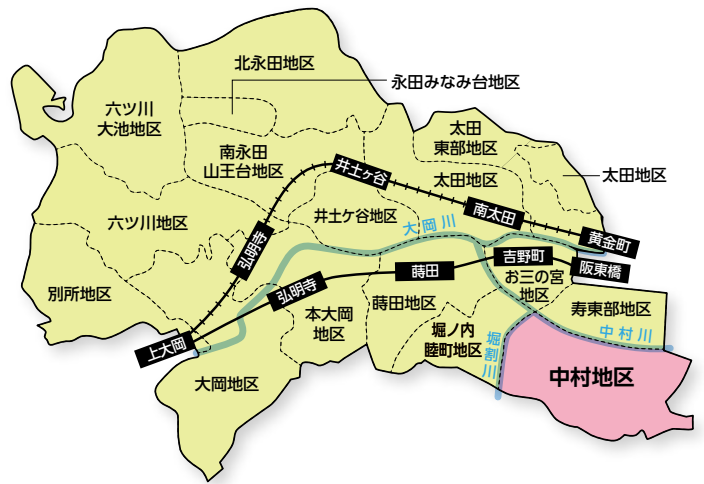 北永田地区
永田みなみ台地区
六ツ川
大池地区
太田
東部地区
南永田
山王台地区
井土ヶ谷
太田地区
太田地区
六ツ川地区
井土ケ谷地区
大岡川
南太田
黄金町
弘明寺
吉野町
阪東橋
別所地区
弘明寺
蒔田
お三の宮
地区
本大岡
地区
蒔田地区
寿東部地区
堀ノ内
睦町地区
堀割川
中村川
上大岡
大岡地区
中村地区